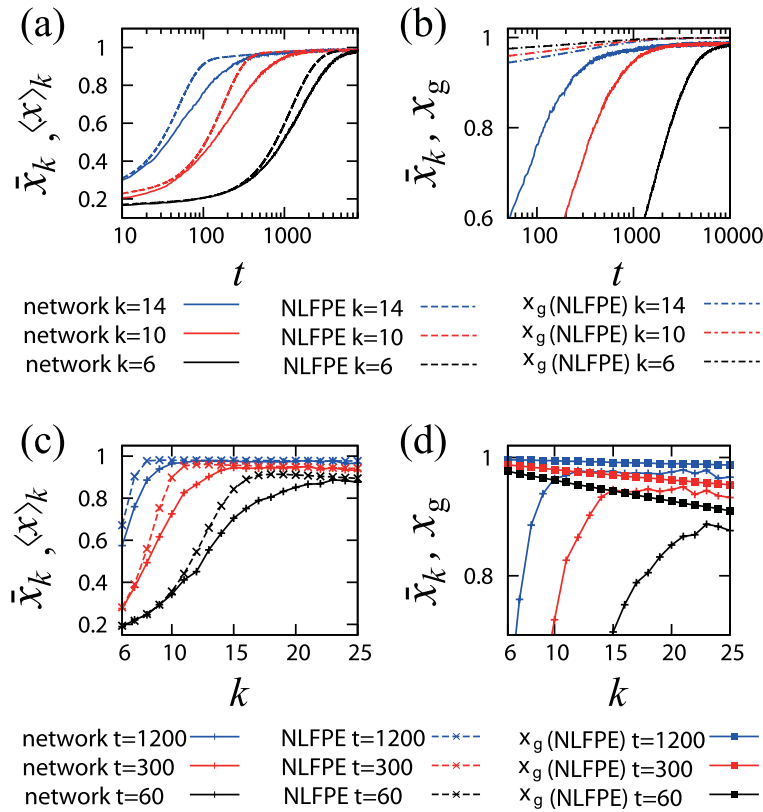 (a)
(b)
x̄k , ⟨x⟩k
1
0.8
0.6
0.4
0.2
10
100
1000
t
x̄k , xg
1
0.8
0.6
100
1000
10000
t
network k=14
NLFPE k=14
xg(NLFPE) k=14
network k=10
NLFPE k=10
xg(NLFPE) k=10
network k=6
NLFPE k=6
xg(NLFPE) k=6
(c)
(d)
x̄k , ⟨x⟩k
1
0.8
0.6
0.4
0.2
6
10
15
20
25
k
x̄k , xg
1
0.8
6
10
15
20
25
k
network t=1200
NLFPE t=1200
xg(NLFPE) t=1200
network t=300
NLFPE t=300
xg(NLFPE) t=300
network t=60
NLFPE t=60
xg(NLFPE) t=60